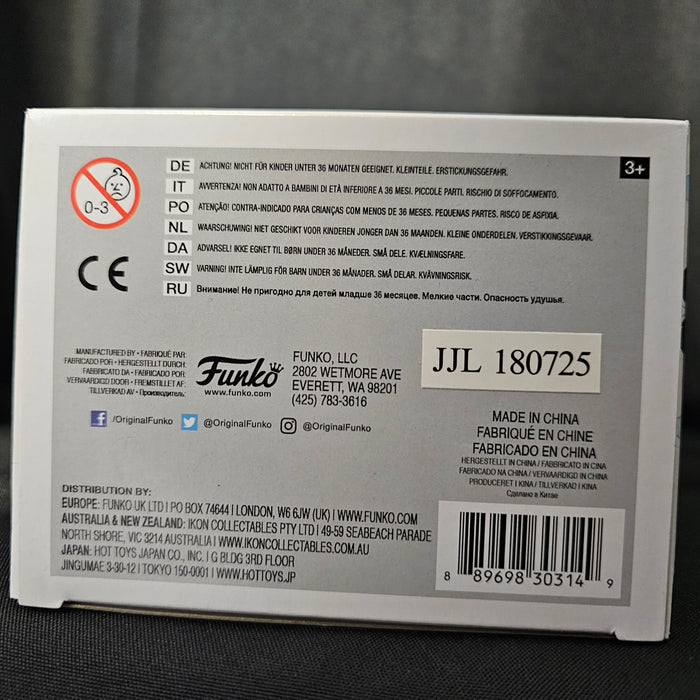 3+
0-3
DE ACHTUNG! NICHT FÜR KINDER UNTER 36 MONATEN GEEIGNET. KLEINTEILE. ERSTICKUNGSGEFAHR.
IT AVVERTENZA! NON ADATTO A BAMBINI DI ETÀ INFERIORE A 36 MESI. PICCOLE PARTI. RISCHIO DI SOFFOCAMENTO.
PO ATENÇÃO! CONTRA-INDICADO PARA CRIANÇAS COM MENOS DE 36 MESES. PEQUENAS PARTES. RISCO DE ASFIXIA.
NL WAARSCHUWING! NIET GESCHIKT VOOR KINDEREN JONGER DAN 36 MAANDEN. KLEINE ONDERDELEN. VERSTIKKINGSGEVAAR.
DA ADVARSEL! IKKE EGNET TIL BØRN UNDER 36 MÅNEDER. SMÅ DELE. KVÆLNINGSFARE.
SW VARNING! INTE LÄMPLIG FÖR BARN UNDER 36 MÅNADER. SMÅ DELAR. KVÄVNINGSRISK.
RU Внимание! Не пригодно для детей младше 36 месяцев. Мелкие части. Опасность удушья.
CE
MANUFACTURED BY • FABRIQUÉ PAR
FABRICADO POR • HERGESTELLT DURCH:
FABBRICATO DA • FABRICADO POR:
VERVAARDIGD DOOR • FREMSTILLET AF:
TILLVERKAD AV • Производитель:
Funko
www.funko.com
FUNKO, LLC
2802 WETMORE AVE
EVERETT, WA 98201
(425) 783-3616
JJL 180725
/OriginalFunko @OriginalFunko @OriginalFunko
MADE IN CHINA
FABRIQUÉ EN CHINE
FABRICADO EN CHINA
HERGESTELLT IN CHINA / FABBRICATO IN CINA
FABRICADO NA CHINA / VERVAARDIGD IN CHINA
PRODUCERET I KINA / TILLVERKAD I KINA
Сделано в Китае
DISTRIBUTION BY:
EUROPE: FUNKO UK LTD | PO BOX 74644 | LONDON, W6 6JW (UK) | WWW.FUNKO.COM
AUSTRALIA & NEW ZEALAND: IKON COLLECTABLES PTY LTD | 49-59 SEABEACH PARADE
NORTH SHORE, VIC 3214 AUSTRALIA | WWW.IKONCOLLECTABLES.COM.AU
JAPAN: HOT TOYS JAPAN CO., INC. | G BLDG 3RD FLOOR
JINGUMAE 3-30-12 | TOKYO 150-0001 | WWW.HOTTOYS.JP
8 89698 30314 9